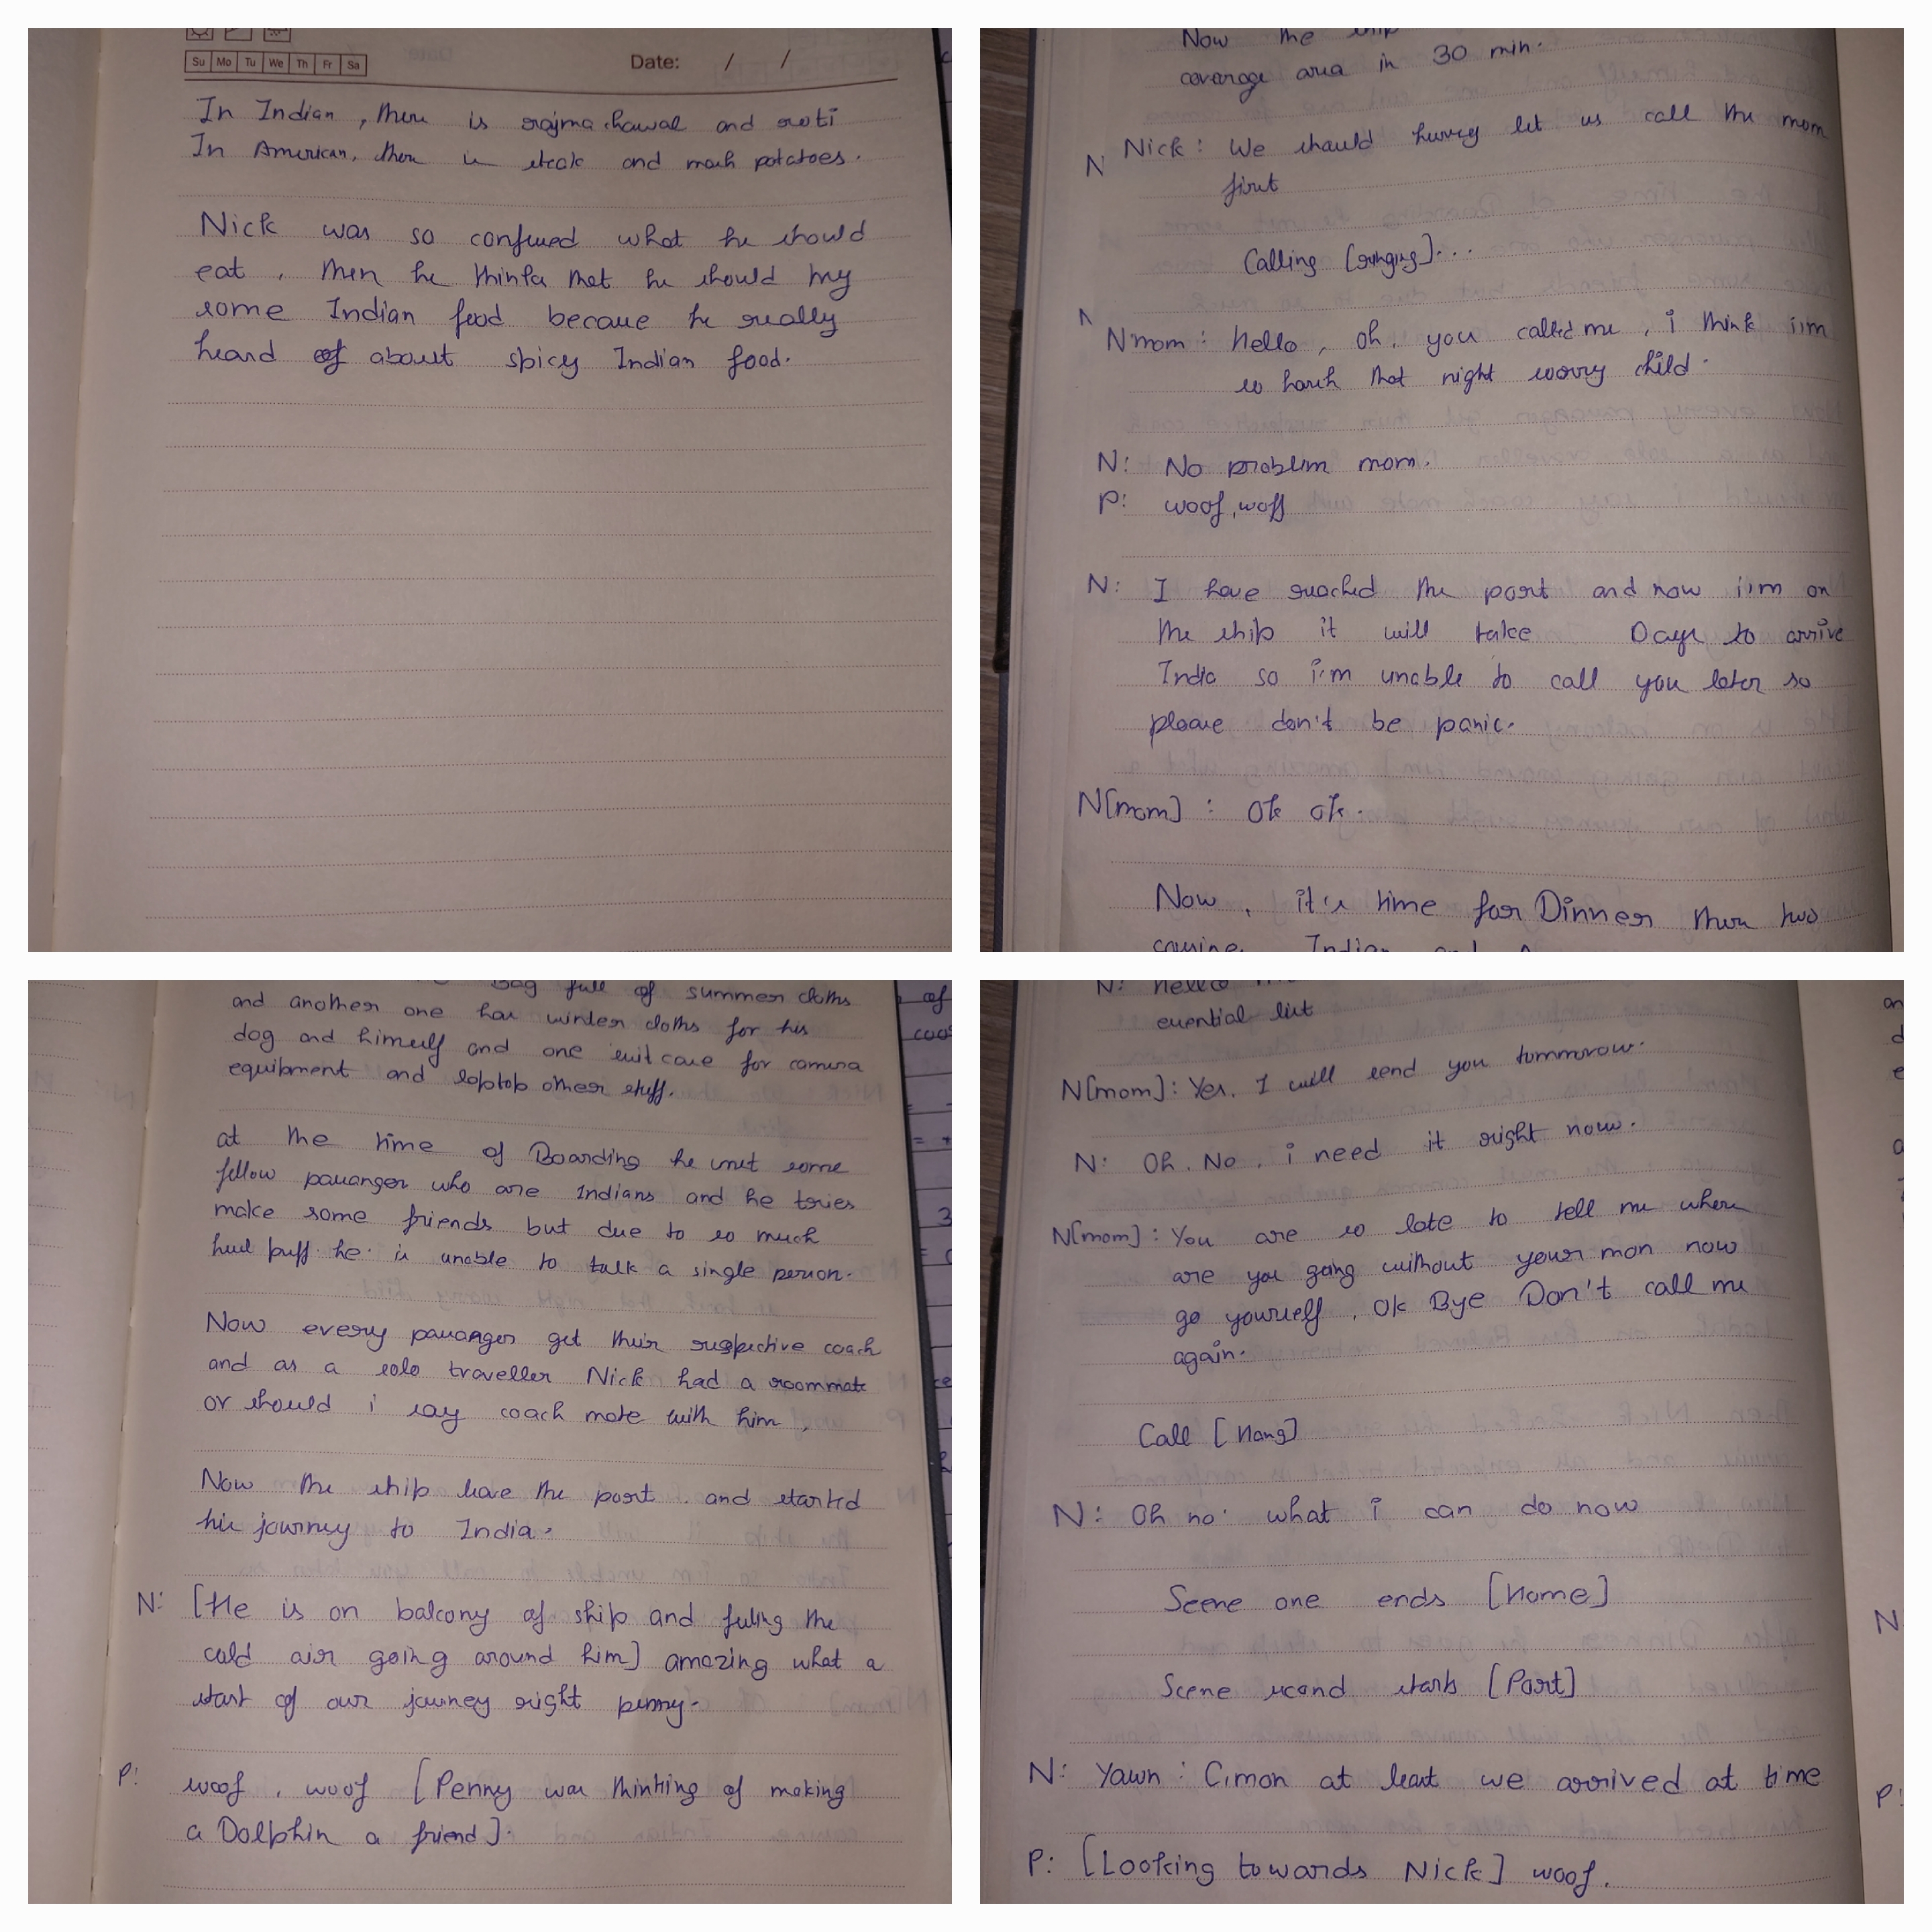 Su Mo Tu We Th Fr Sa
Date: / /
In Indian, there is rajma chawal and roti
In American, there is steak and mash potatoes.
Nick was so confused what he should
eat, then he thinks that he should try
some Indian food because he really
heard of about spicy Indian food.
Now the ship
coverage area in 30 min.
N Nick: We should hurry let us call the mom
first
Calling [ringing]...
N'mom: hello, oh, you called me, i think i'm
so harsh that night sorry child.
N: No problem mom.
P: woof, woff
N: I have reached the port and now i'm on
the ship it will take Days to arrive
India so i'm unable to call you later so
please don't be panic.
N[mom]: Ok ok.
Now, it's time for Dinner there two
Indian and
Bag full of summer cloths
and another one has winter cloths for his
dog and himself and one suit case for camera
equipment and laptop other stuff.
at the time of Boarding he met some
fellow passanger who are Indians and he tries
make some friends but due to so much
he is unable to talk a single person.
Now every passanger get their respective coach
and as a solo traveller Nick had a roommate
or should i say coach mate with him.
Now the ship leave the port and started
his journey to India.
N: [He is on balcony of ship and feling the
cold air going around him] amazing what a
start of our journey right penny.
P: woof, woof [Penny was thinking of making
a Dolphin a friend].
N: Hello
essential list
N[mom]: Yes. I will send you tommrow.
N: Oh. No, i need it right now.
N[mom]: You are so late to tell me where
are you going without your mon now
go yourself, Ok Bye Don't call me
again.
Call [Hang]
N: Oh no what i can do now
Scene one ends [Home]
Scene scond starts [Port]
N: Yawn: C,mon at least we arrived at time
P: [Looking towards Nick] woof.